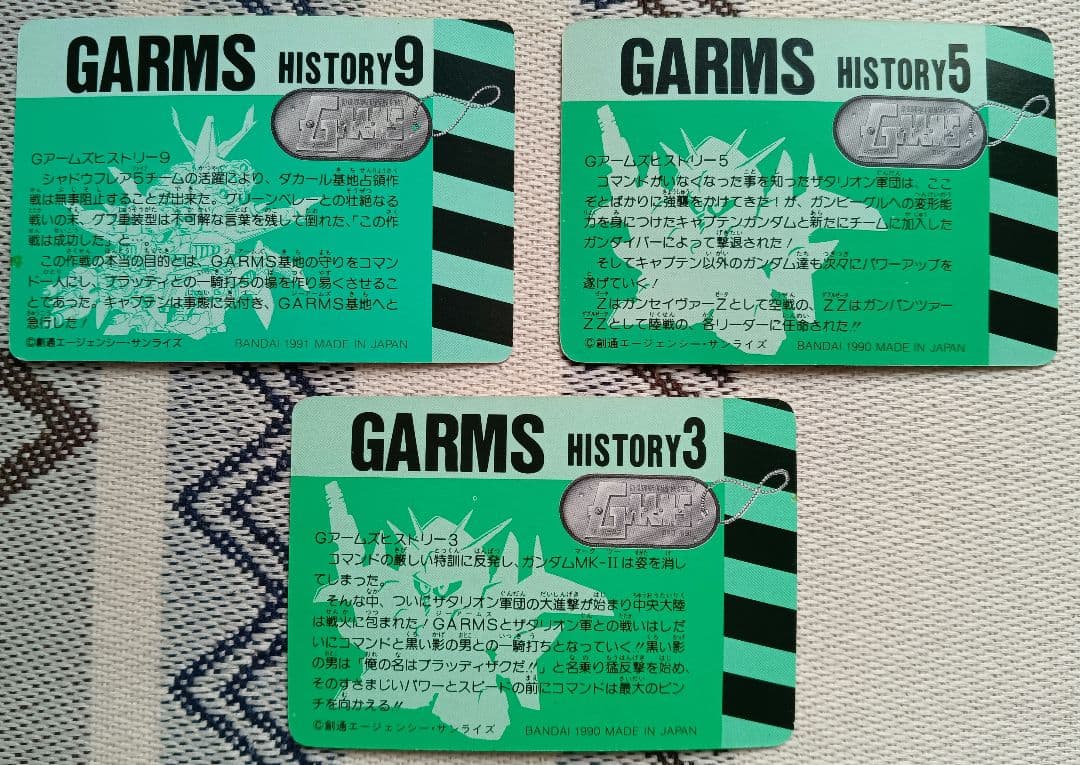 GARMS HISTORY9
GARMS
Gアームズヒストリー9
シャドウフレア5チームの活躍により、ダカール基地占領作
戦は無事阻止することが出来た。グリーンベレーとの壮絶なる
戦いの末、グフ重装型は不可解な言葉を残して倒れた、「この作
戦は成功した」と…。
この作戦の本当の目的とは、GARMS基地の守りをコマン
ド一人にし、ブラッディとの一騎打ちの場を作り易くさせるこ
とであった。キャプテンは事態に気付き、GARMS基地へと
急行した!
©創通エージェンシー・サンライズ BANDAI 1991 MADE IN JAPAN
GARMS HISTORY5
GARMS
Gアームズヒストリー5
コマンドがいなくなった事を知ったザタリオン軍団は、ここ
ぞとばかりに強襲をかけてきた!が、ガンビーグルへの変形能
力を身につけたキャプテンガンダムと新たにチームに加入した
ガンダイバーによって撃退された!
そしてキャプテン以外のガンダム達も次々にパワーアップを
遂げていく!
ZはガンセイヴァーZとして空戦の、ZZはガンパンツァー
ZZとして陸戦の、各リーダーに任命された!!
©創通エージェンシー・サンライズ BANDAI 1990 MADE IN JAPAN
GARMS HISTORY3
GARMS
Gアームズヒストリー3
コマンドの厳しい特訓に反発し、ガンダムMK-IIは姿を消し
てしまった。
そんな中、ついにザタリオン軍団の大進撃が始まり中央大陸
は戦火に包まれた!GARMSとザタリオン軍との戦いはしだ
いにコマンドと黒い影の男との一騎打ちとなっていく!!黒い影
の男は「俺の名はブラッディザクだ!!」と名乗り猛反撃を始め、
そのすさまじいパワーとスピードの前にコマンドは最大のピン
チを向かえる!!
©創通エージェンシー・サンライズ BANDAI 1990 MADE IN JAPAN